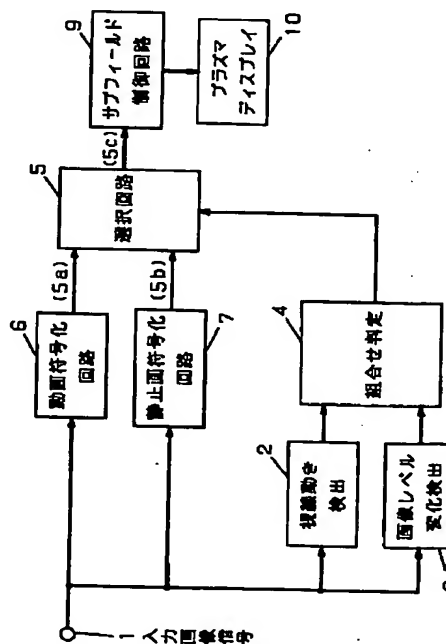 1
入力画像信号
6
動画符号化
回路
(5a)
7
静止画符号化
回路
(5b)
5
選択回路
(5c)
9
サブフィールド
制御回路
10
プラズマ
ディスプレイ
2
視線動き
検出
画像レベル
変化検出
4
組合せ判定